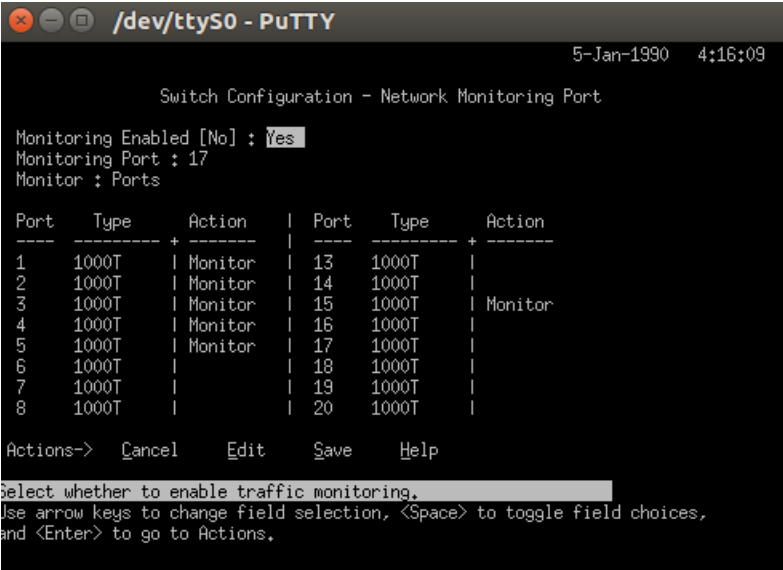 /dev/ttyS0 - PuTTY
5-Jan-1990 4:16:09
Switch Configuration - Network Monitoring Port
Monitoring Enabled [No] : Yes
Monitoring Port : 17
Monitor : Ports
Port Type Action | Port Type Action
---- --------- + ------- | ---- --------- + -------
1 1000T | Monitor | 13 1000T |
2 1000T | Monitor | 14 1000T |
3 1000T | Monitor | 15 1000T | Monitor
4 1000T | Monitor | 16 1000T |
5 1000T | Monitor | 17 1000T |
6 1000T | | 18 1000T |
7 1000T | | 19 1000T |
8 1000T | | 20 1000T |
Actions-> Cancel Edit Save Help
Select whether to enable traffic monitoring.
Use arrow keys to change field selection, <Space> to toggle field choices,
and <Enter> to go to Actions.